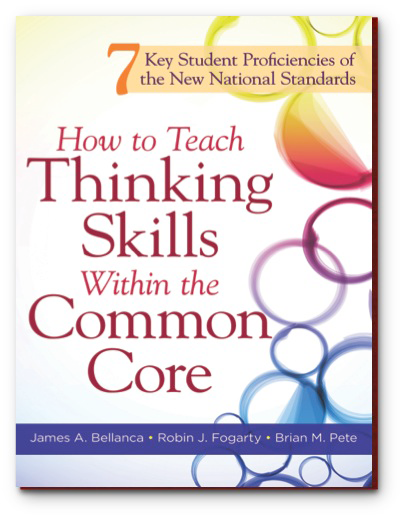 7 Key Student Proficiencies of
the New National Standards
How to Teach
Thinking
Skills
Within the
Common
Core
James A. Bellanca • Robin J. Fogarty • Brian M. Pete